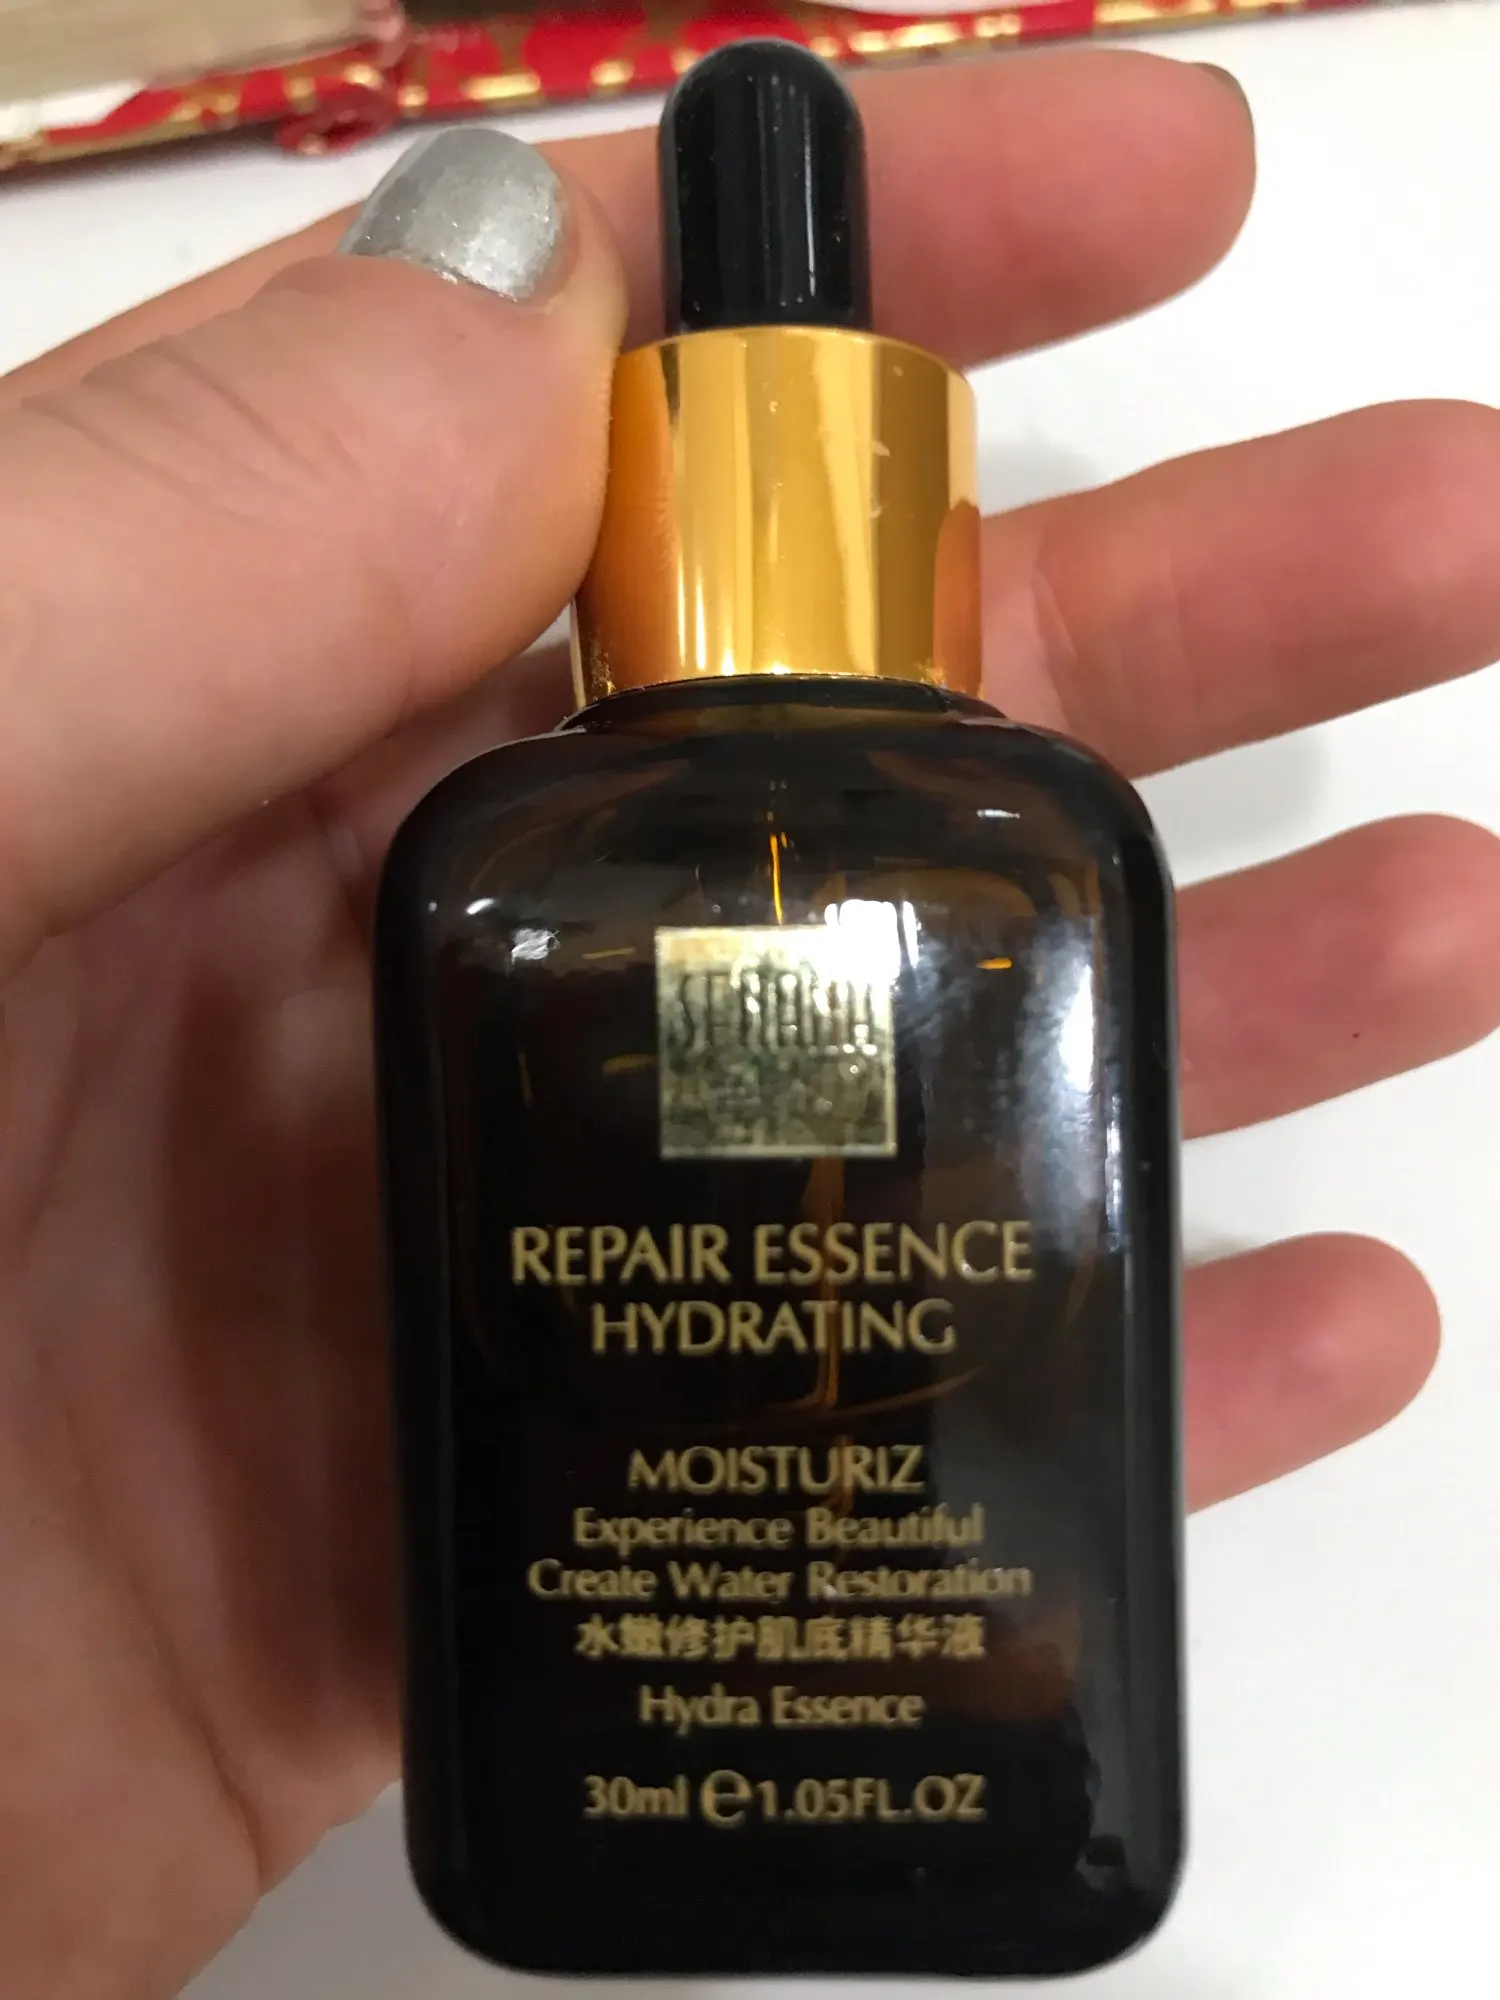 SENANA
REPAIR ESSENCE
HYDRATING
MOISTURIZ
Experience Beautiful
Create Water Restoration
水嫩修护肌底精华液
Hydra Essence
30ml ℮ 1.05FL.OZ